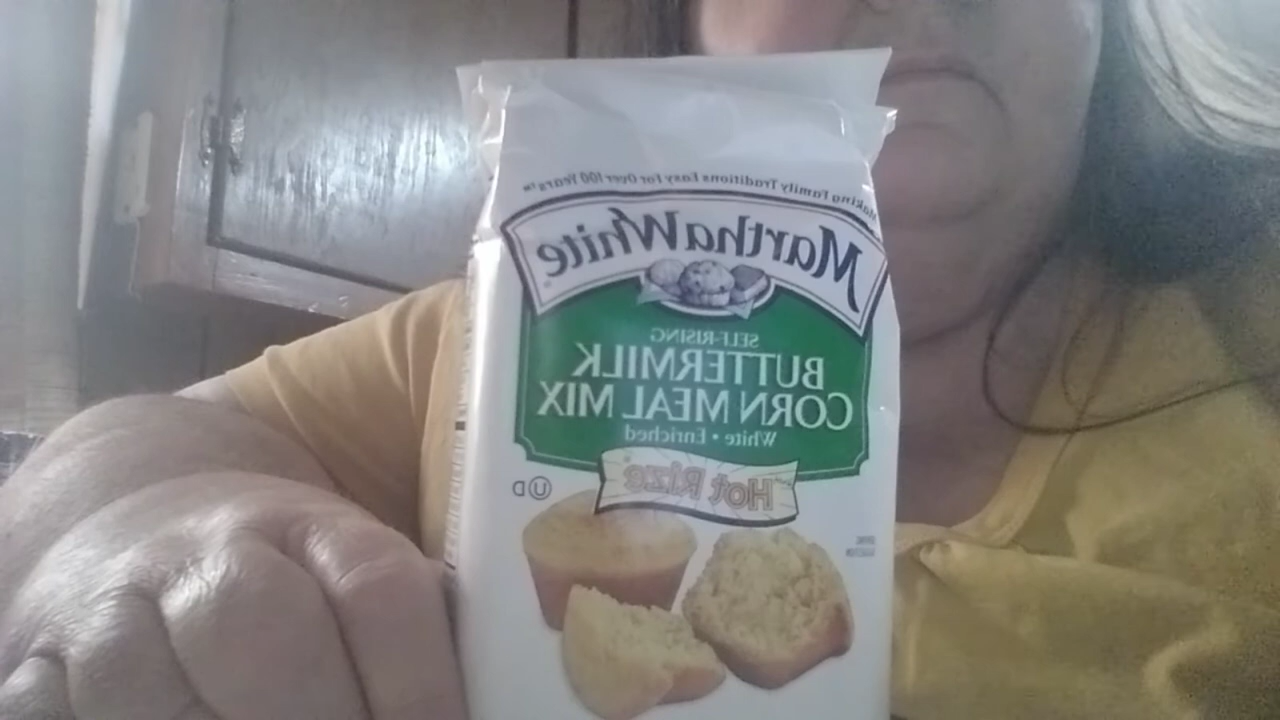 Making Family Traditions Easy For Over 100 Years™
Martha White®
SELF-RISING
BUTTERMILK
CORN MEAL MIX
White • Enriched
Hot Rize®
U D